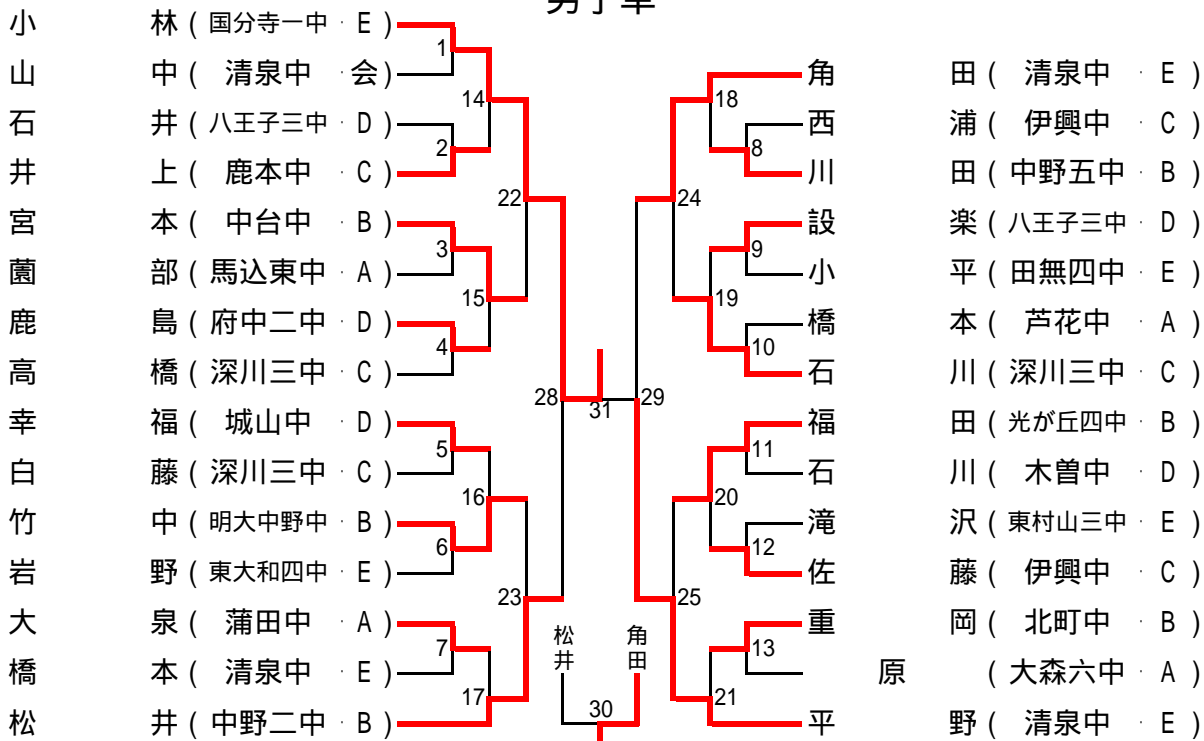 小 林 ( 国分寺一中 · E )
山 中 ( 清泉中 · 会 )
石 井 ( 八王子三中 · D )
井 上 ( 鹿本中 · C )
宮 本 ( 中台中 · B )
薗 部 ( 馬込東中 · A )
鹿 島 ( 府中二中 · D )
高 橋 ( 深川三中 · C )
幸 福 ( 城山中 · D )
白 藤 ( 深川三中 · C )
竹 中 ( 明大中野中 · B )
岩 野 ( 東大和四中 · E )
大 泉 ( 蒲田中 · A )
橋 本 ( 清泉中 · E )
松 井 ( 中野二中 · B )
1
2
3
4
5
6
7
14
15
16
17
22
23
28
31
29
30
松井
角田
24
25
18
19
20
21
8
9
10
11
12
13
角 田 ( 清泉中 · E )
西 浦 ( 伊興中 · C )
川 田 ( 中野五中 · B )
設 楽 ( 八王子三中 · D )
小 平 ( 田無四中 · E )
橋 本 ( 芦花中 · A )
石 川 ( 深川三中 · C )
福 田 ( 光が丘四中 · B )
石 川 ( 木曽中 · D )
滝 沢 ( 東村山三中 · E )
佐 藤 ( 伊興中 · C )
重 岡 ( 北町中 · B )
原 ( 大森六中 · A )
平 野 ( 清泉中 · E )